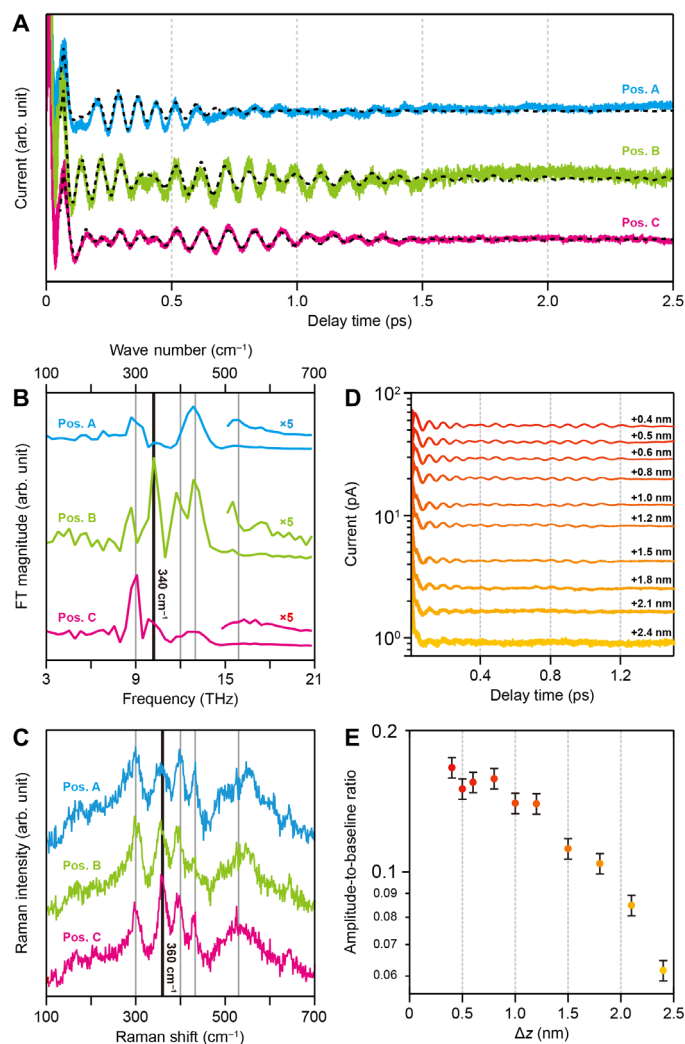 A
Current (arb. unit)
Pos. A
Pos. B
Pos. C
0 0.5 1.0 1.5 2.0 2.5
Delay time (ps)
Wave number (cm⁻¹)
100 300 500 700
B
FT magnitude (arb. unit)
Pos. A
×5
Pos. B
×5
340 cm⁻¹
Pos. C
×5
3 9 15 21
Frequency (THz)
D
Current (pA)
10²
10¹
10⁰
+0.4 nm
+0.5 nm
+0.6 nm
+0.8 nm
+1.0 nm
+1.2 nm
+1.5 nm
+1.8 nm
+2.1 nm
+2.4 nm
0.4 0.8 1.2
Delay time (ps)
C
Raman intensity (arb. unit)
Pos. A
Pos. B
Pos. C
360 cm⁻¹
100 300 500 700
Raman shift (cm⁻¹)
E
Amplitude-to-baseline ratio
0.2
0.1
0.09
0.08
0.07
0.06
0 0.5 1.0 1.5 2.0 2.5
Δz (nm)